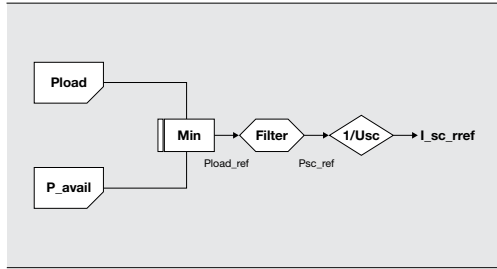 Pload
Min
Filter
1/Usc
I_sc_rref
Pload_ref
Psc_ref
P_avail